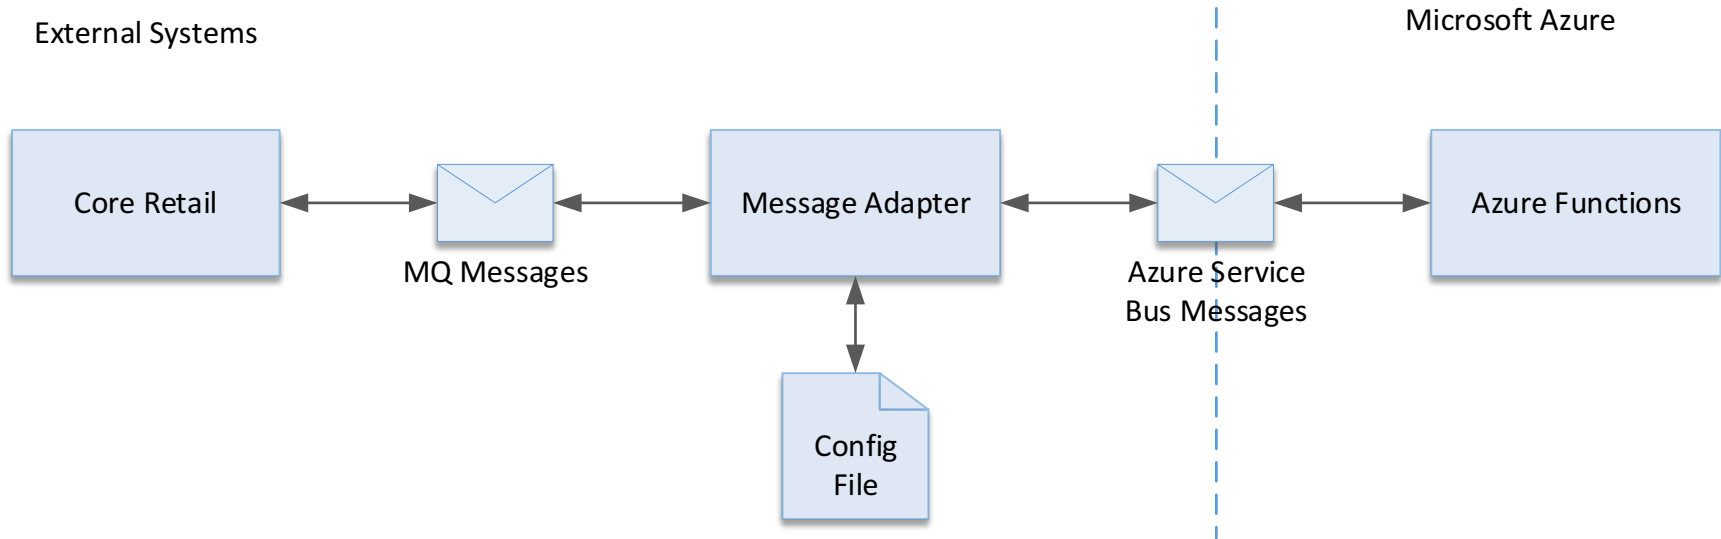 External Systems
Microsoft Azure
Core Retail
MQ Messages
Message Adapter
Azure Service
Bus Messages
Azure Functions
Config
File